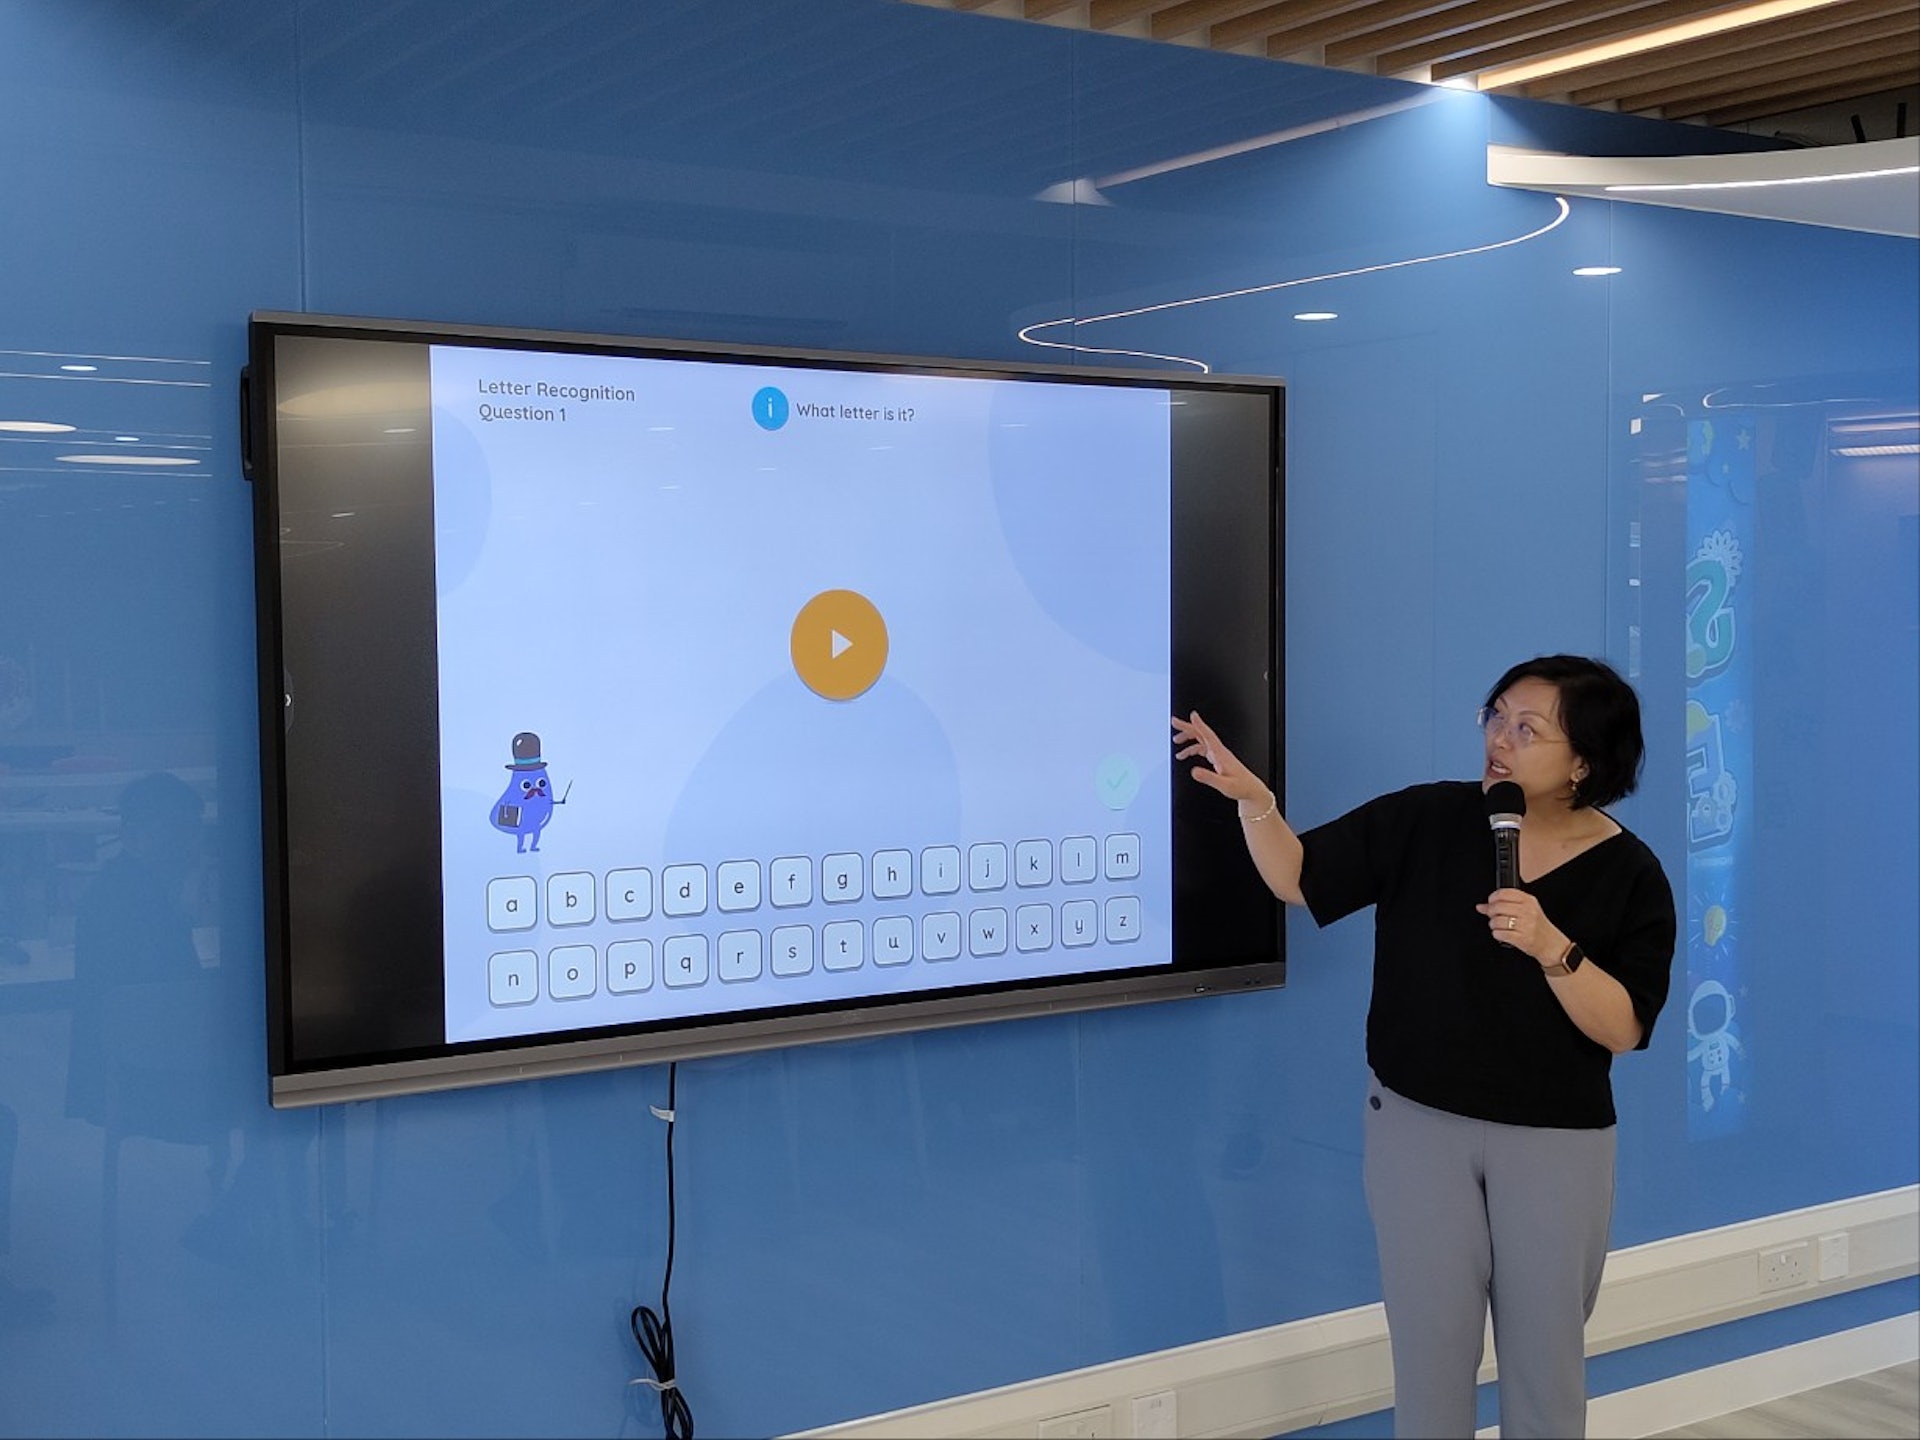 Letter Recognition
Question 1
i What letter is it?
a b c d e f g h i j k l m
n o p q r s t u v w x y z